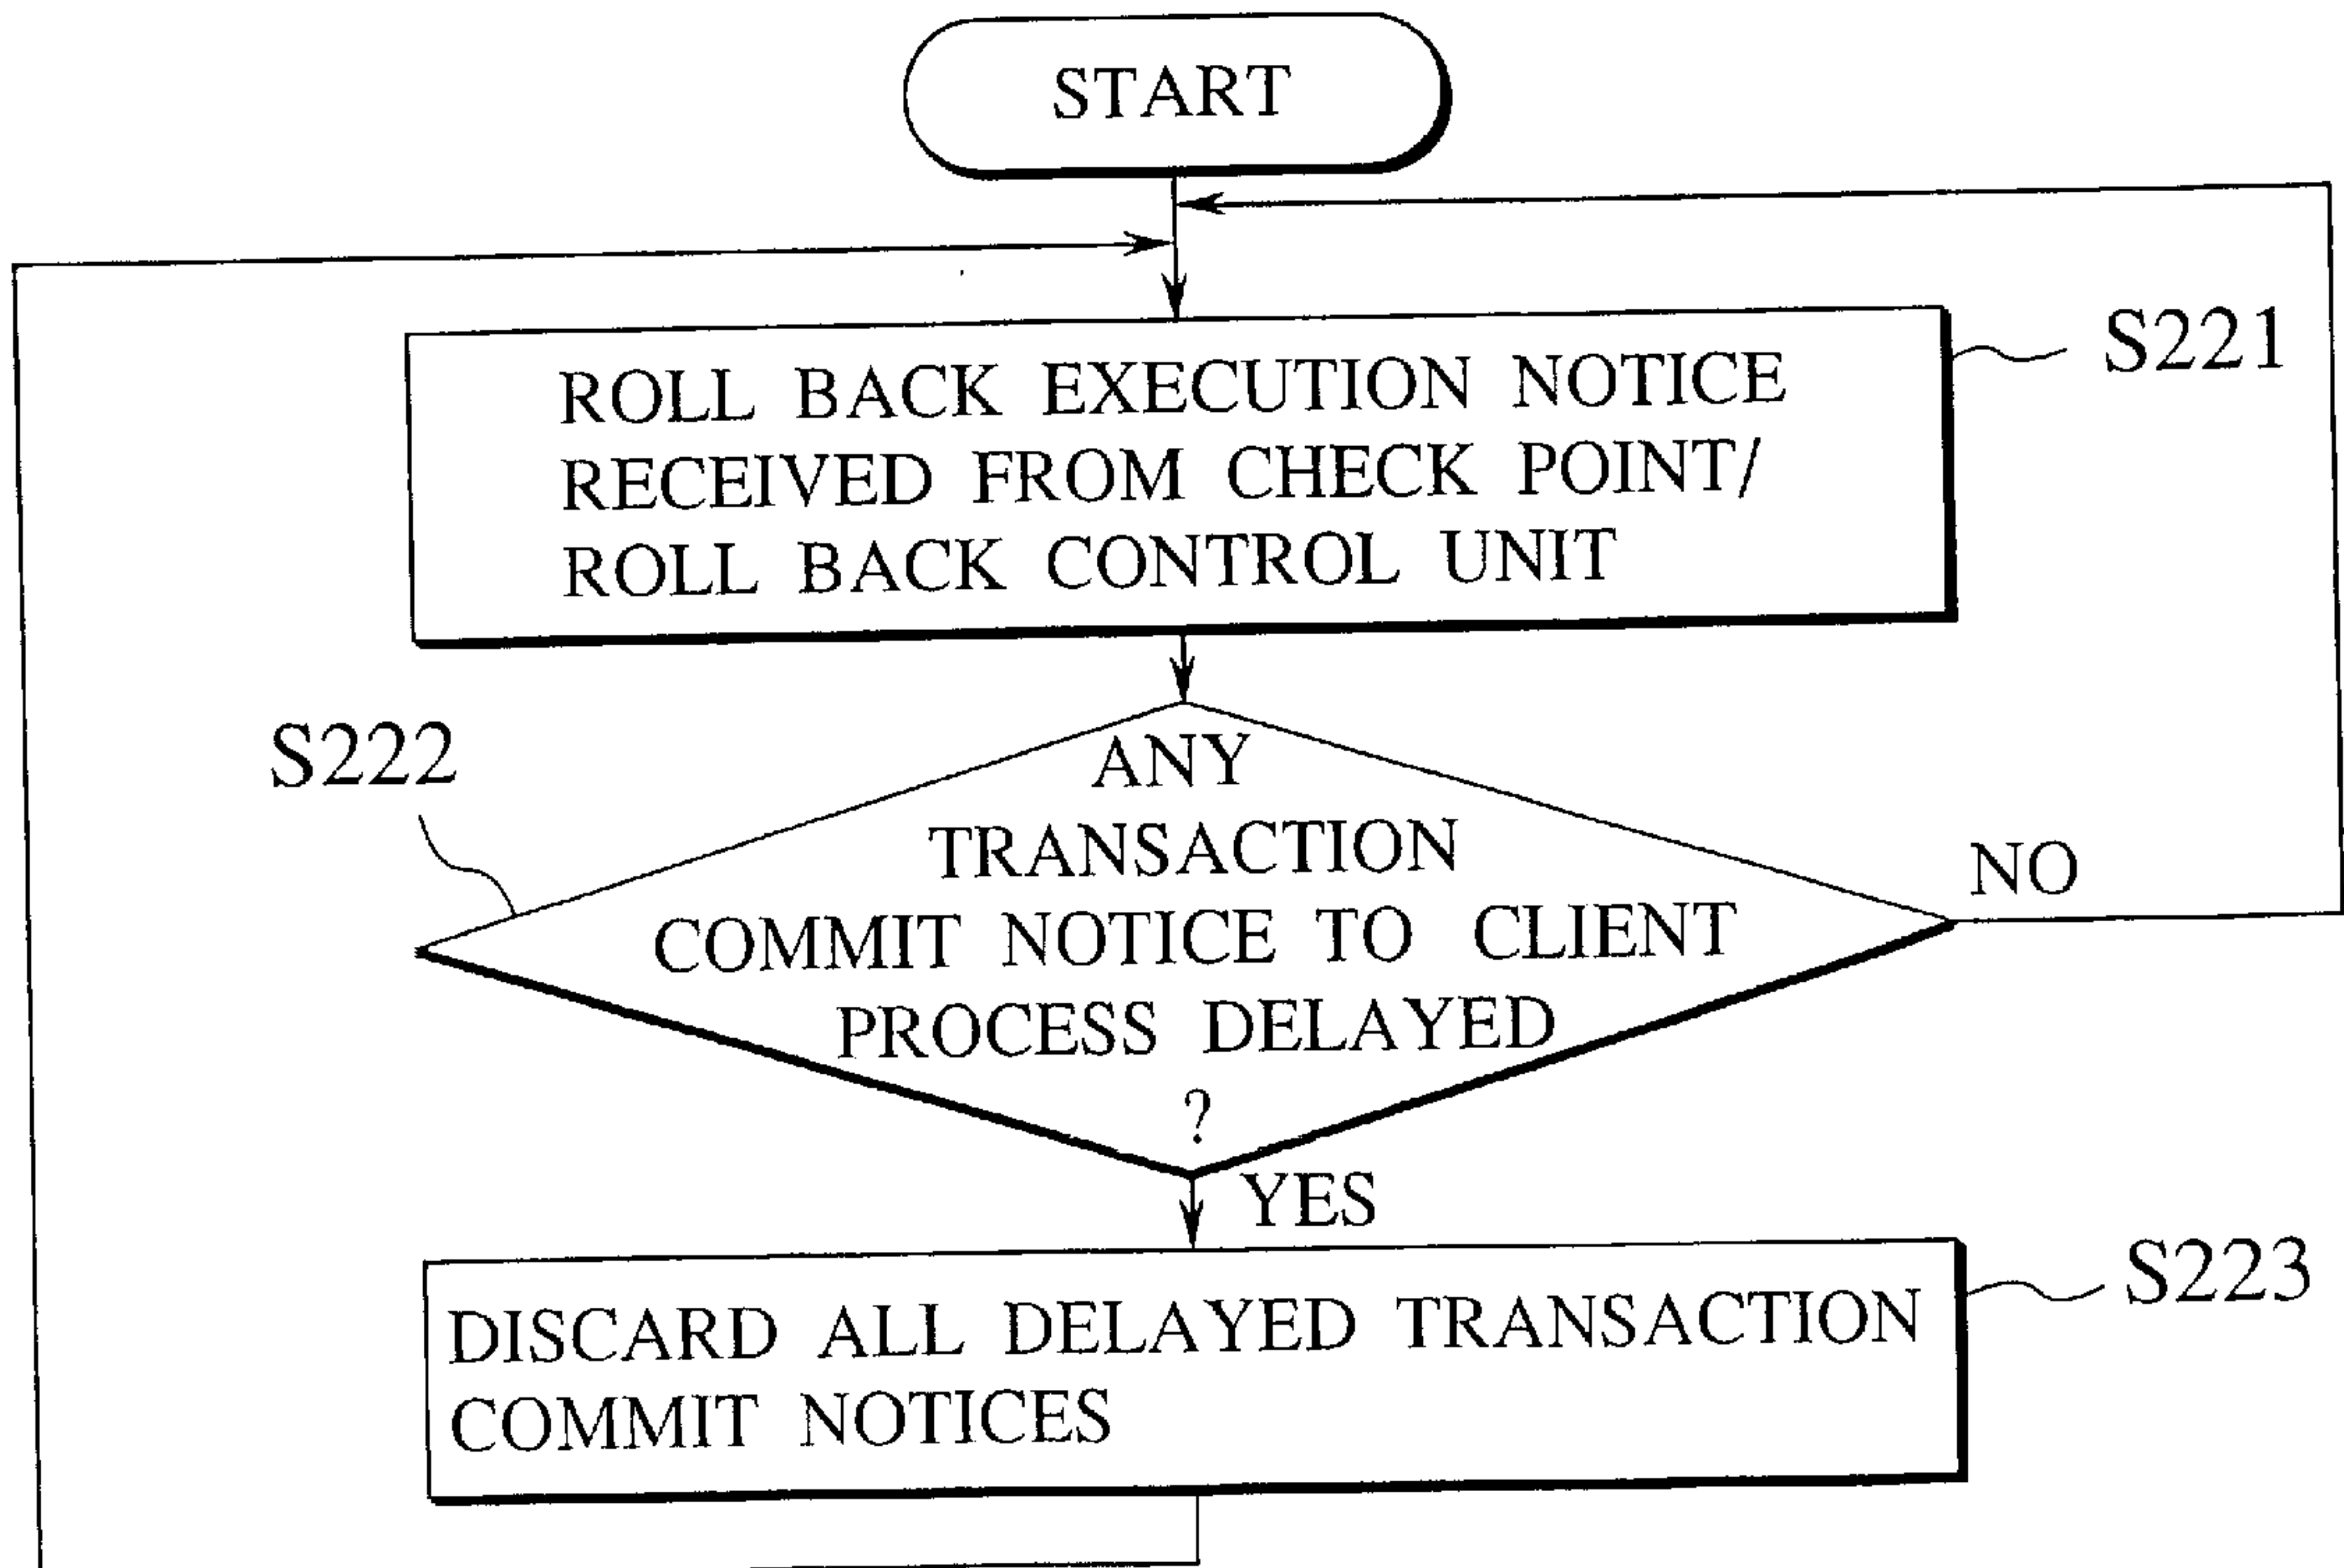 START
ROLL BACK EXECUTION NOTICE
RECEIVED FROM CHECK POINT/
ROLL BACK CONTROL UNIT
S221
S222
ANY
TRANSACTION
COMMIT NOTICE TO CLIENT
PROCESS DELAYED
?
NO
YES
DISCARD ALL DELAYED TRANSACTION
COMMIT NOTICES
S223